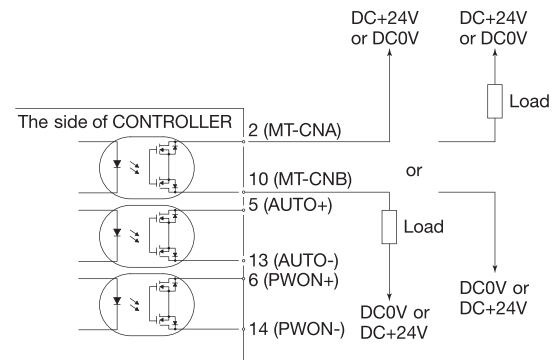 DC+24V
or DC0V
DC+24V
or DC0V
Load
The side of CONTROLLER
2 (MT-CNA)
or
10 (MT-CNB)
5 (AUTO+)
Load
13 (AUTO-)
6 (PWON+)
DC0V or
DC+24V
DC0V or
DC+24V
14 (PWON-)